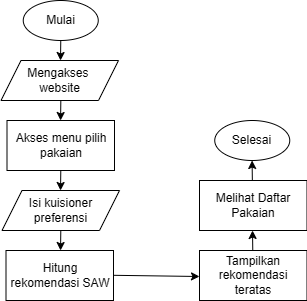 Mulai
Mengakses
website
Akses menu pilih
pakaian
Isi kuisioner
preferensi
Hitung
rekomendasi SAW
Tampilkan
rekomendasi
teratas
Melihat Daftar
Pakaian
Selesai